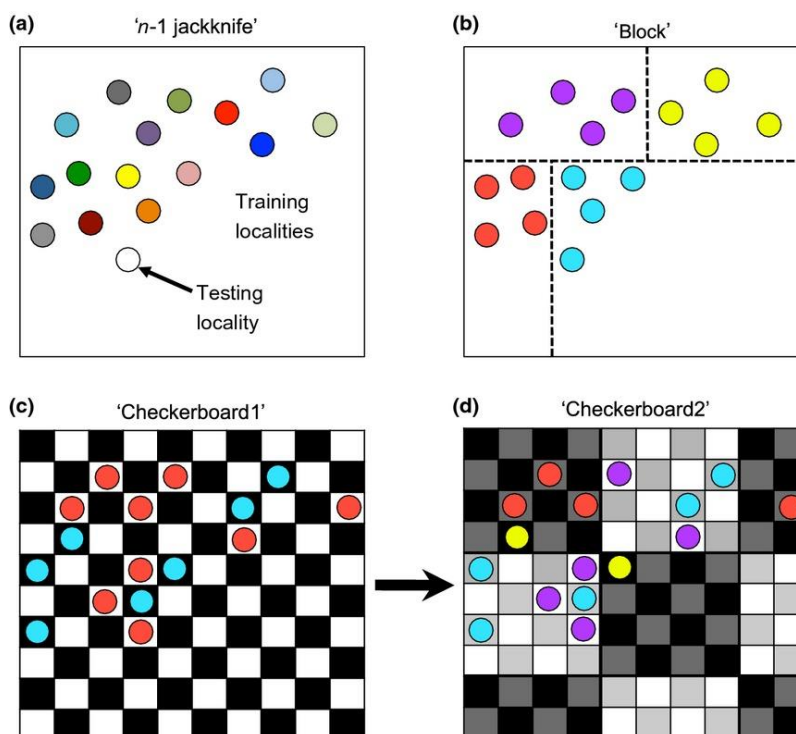 (a)
‘n-1 jackknife’
Training
localities
Testing
locality
(b)
‘Block’
(c)
‘Checkerboard1’
(d)
‘Checkerboard2’